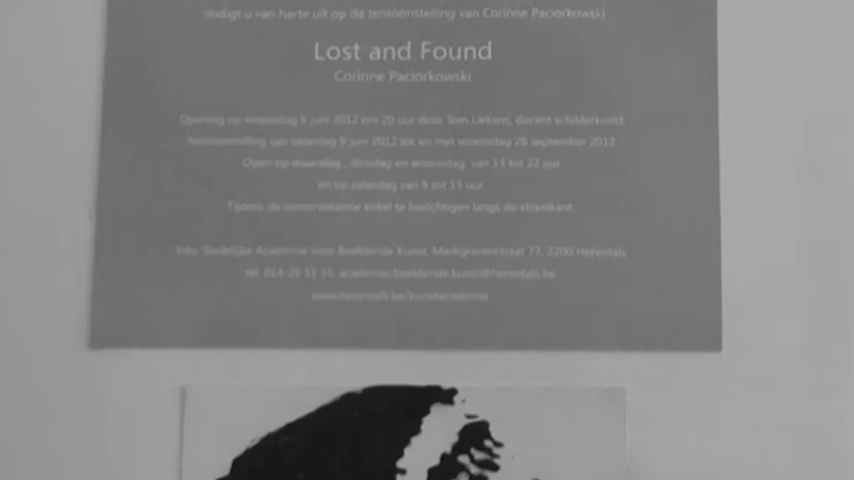 nodigt u van harte uit op de tentoonstelling van Corinne Paciorkowski
Lost and Found
Corinne Paciorkowski
Opening op woensdag 6 juni 2012 om 20 uur door Tom Liekens, docent schilderkunst.
Tentoonstelling van zaterdag 9 juni 2012 tot en met woensdag 26 september 2012.
Open op maandag, dinsdag en woensdag van 13 tot 22 uur
en op zaterdag van 9 tot 13 uur.
Tijdens de zomervakantie enkel te bezichtigen langs de straatkant.
Info: Stedelijke Academie voor Beeldende Kunst, Markgravenstraat 77, 2200 Herentals
tel. 014-28 51 academie.beeldende.kunst@herentals.be
www.herentals.be/kunstacademie